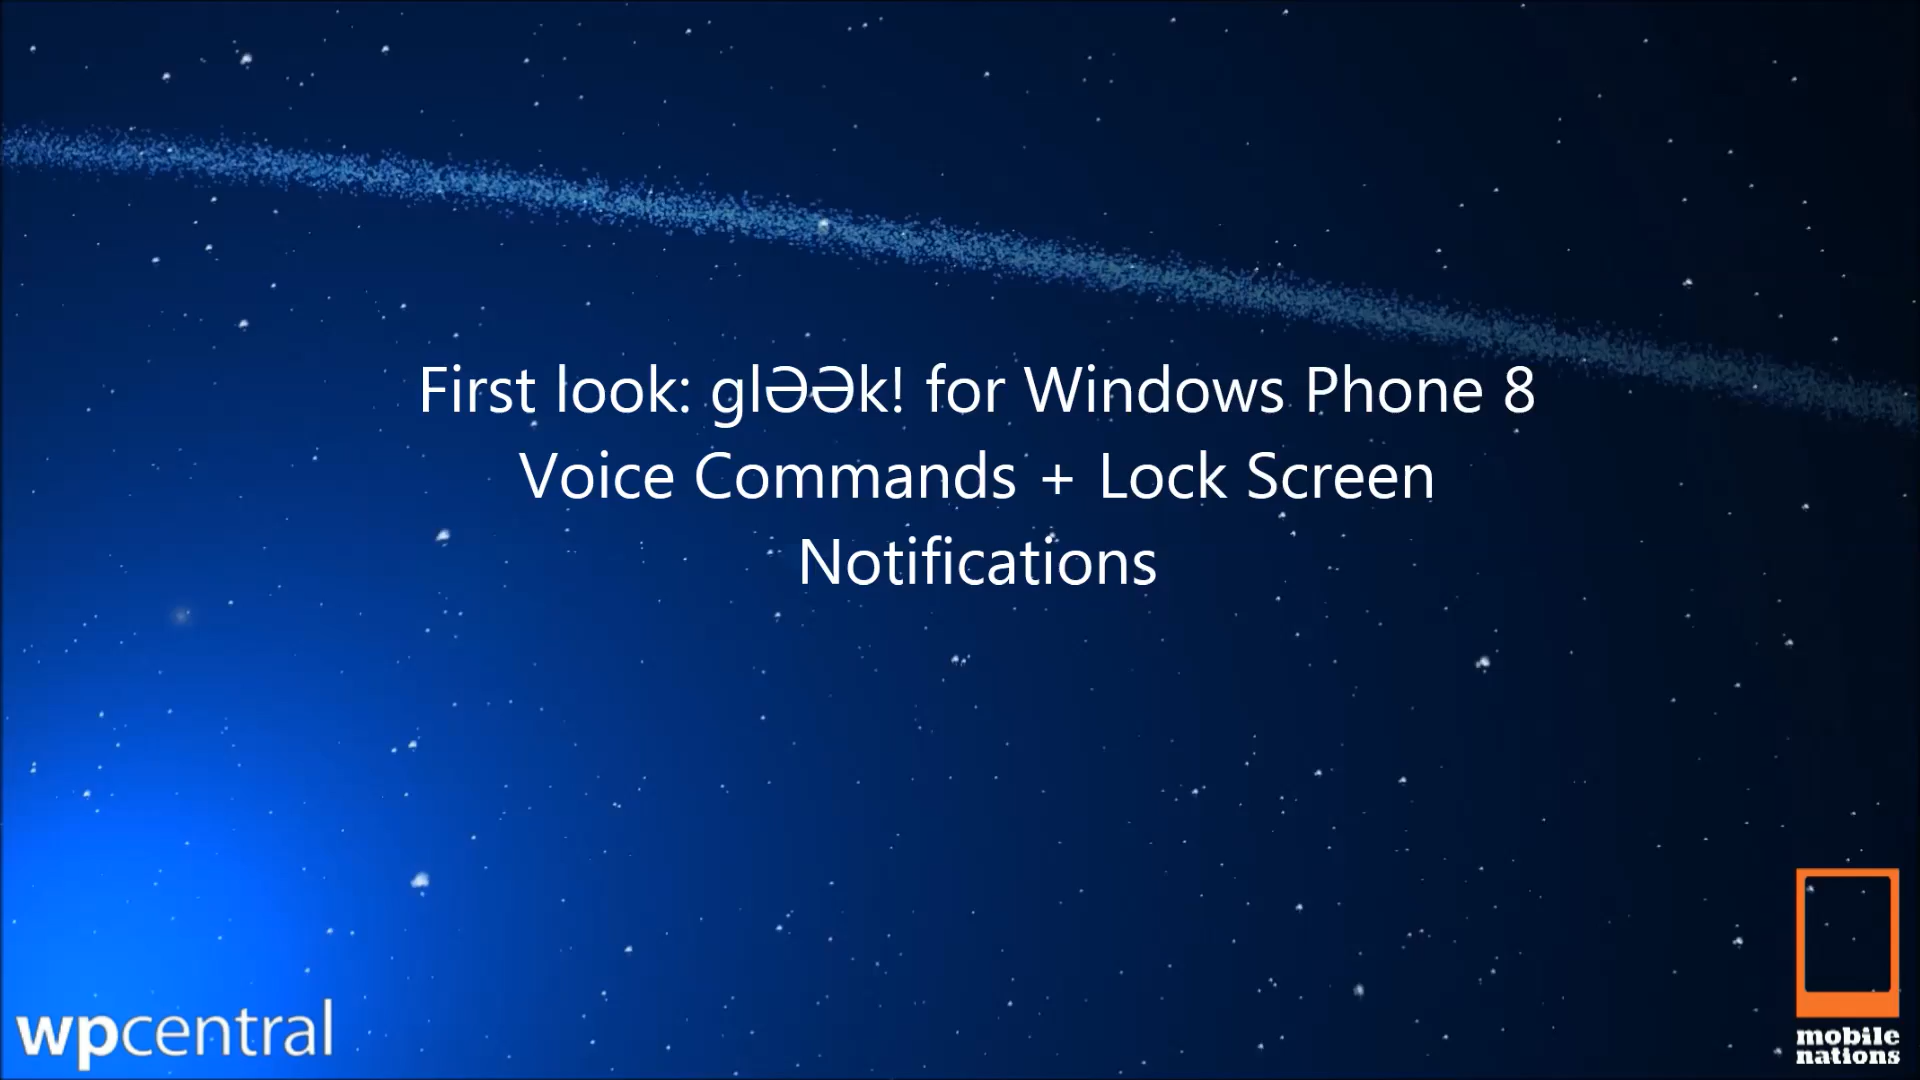 First look: glƏƏk! for Windows Phone 8
Voice Commands + Lock Screen
Notifications
wpcentral
mobile
nations